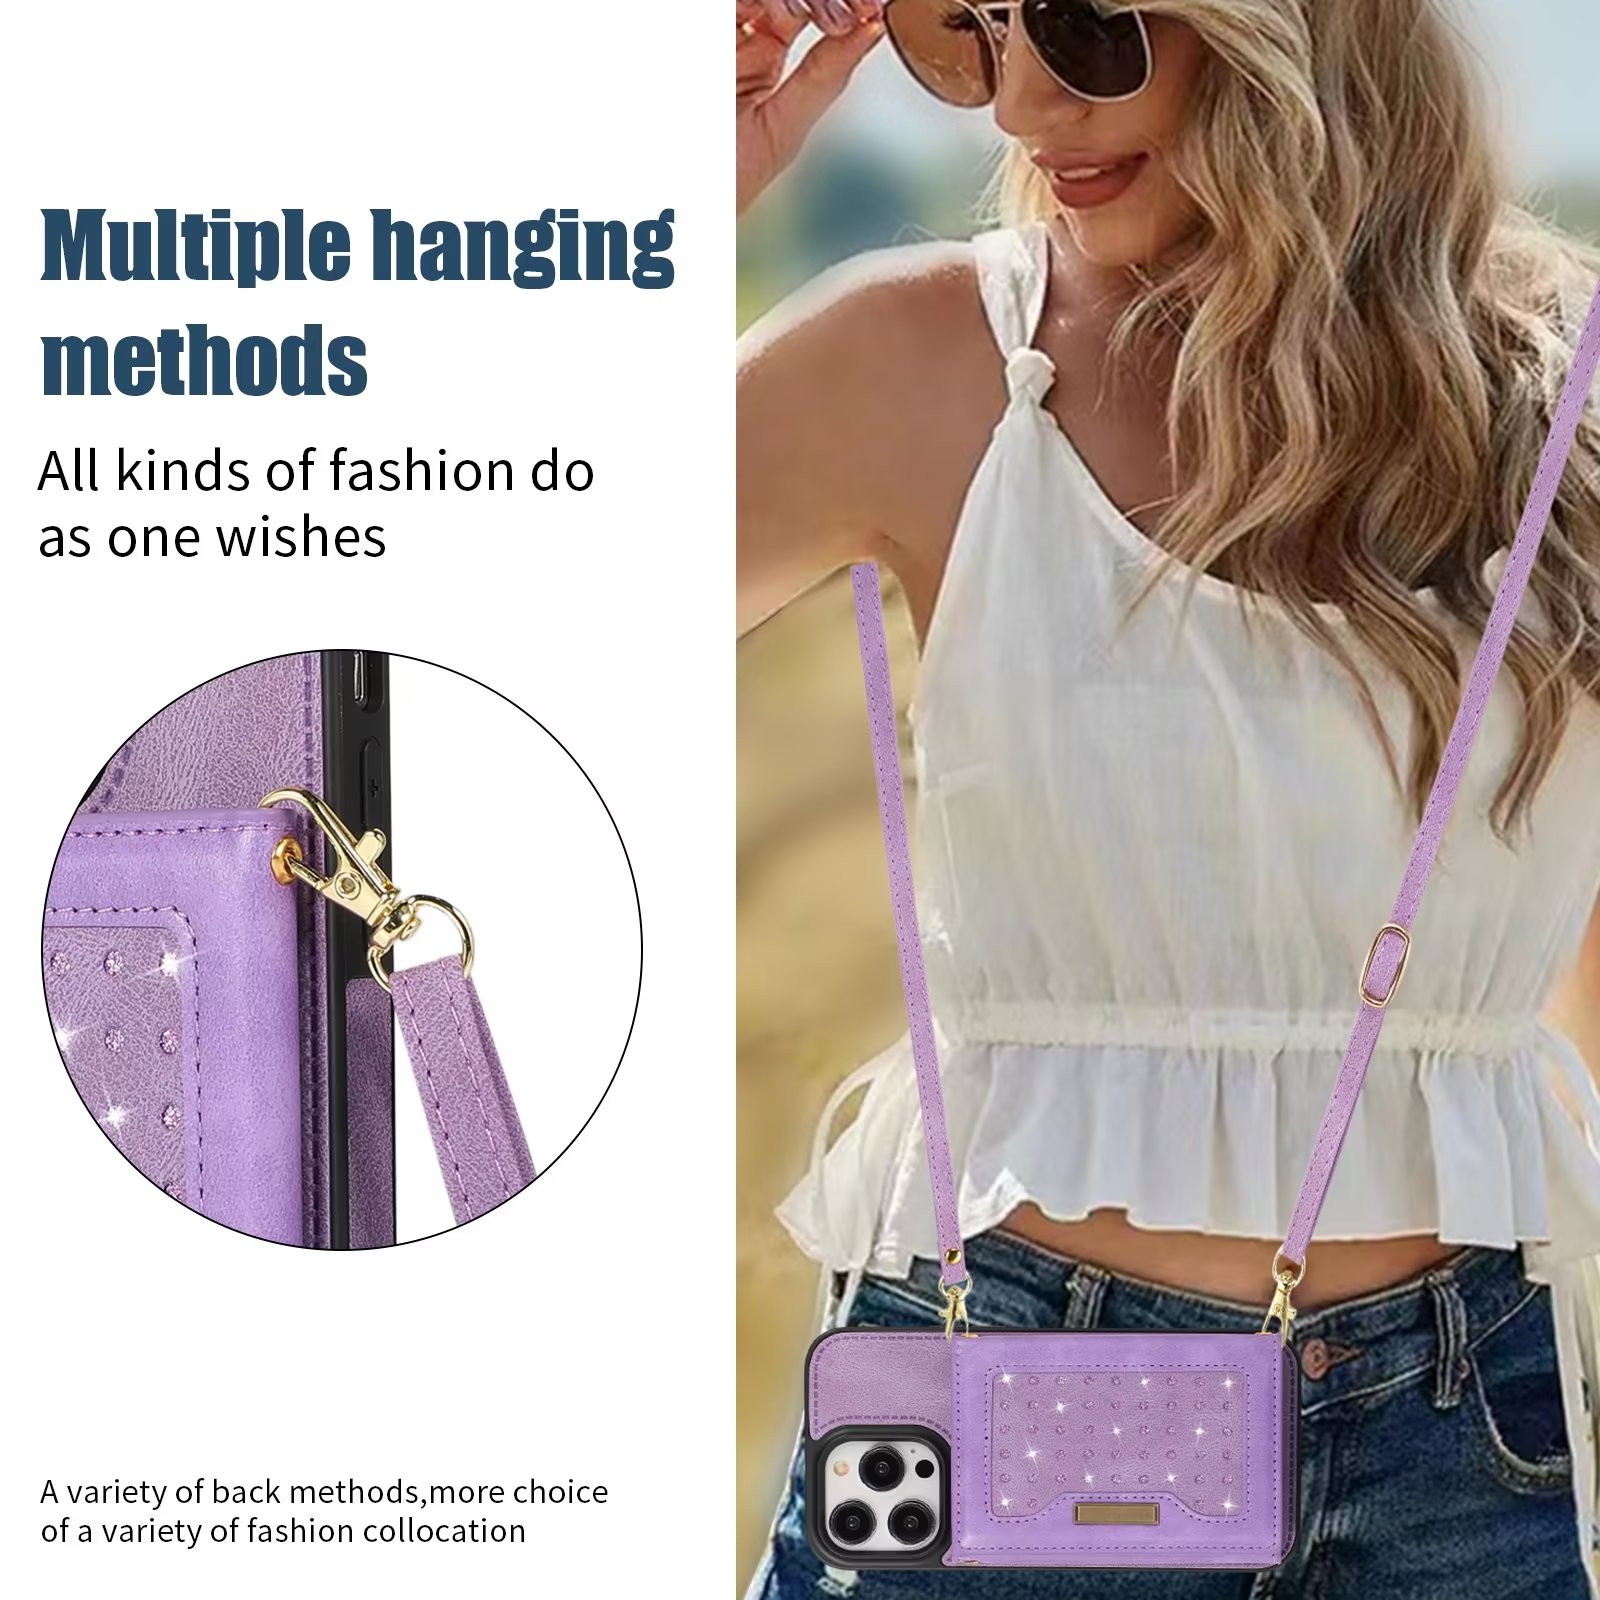 Multiple hanging
methods
All kinds of fashion do
as one wishes
A variety of back methods,more choice
of a variety of fashion collocation